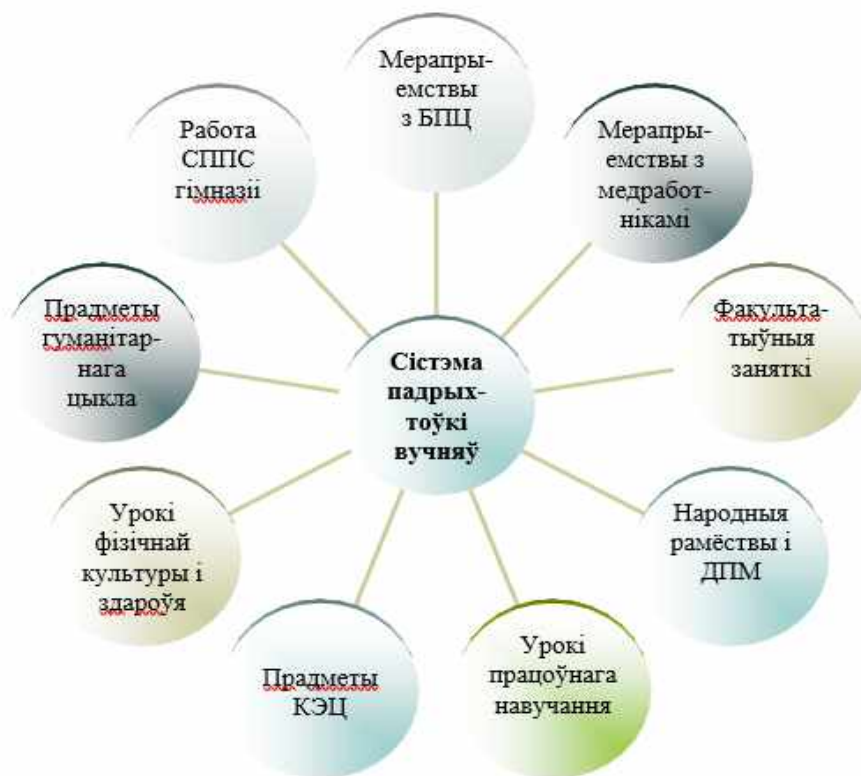 Мерапры-
емствы
з БПЦ
Мерапры-
емствы з
медработ-
нікамі
Факульта-
тыўныя
заняткі
Народныя
рамёствы і
ДПМ
Урокі
працоўнага
навучання
Прадметы
КЭЦ
Урокі
фізічнай
культуры і
здароўя
Прадметы
гуманітар-
нага
цыкла
Работа
СППС
гімназіі
Сістэма
падрых-
тоўкі
вучняў